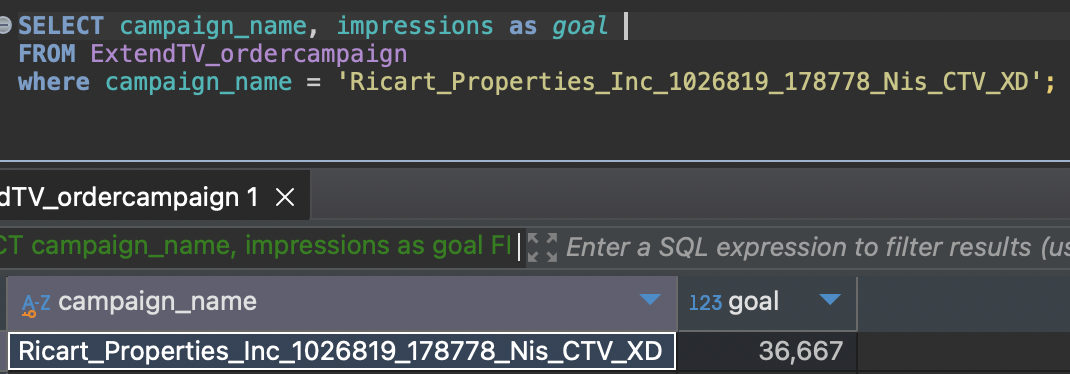 SELECT campaign_name, impressions as goal
FROM ExtendTV_ordercampaign
where campaign_name = 'Ricart_Properties_Inc_1026819_178778_Nis_CTV_XD';
dTV_ordercampaign 1
CT campaign_name, impressions as goal FI Enter a SQL expression to filter results (us
A-Z campaign_name 123 goal
Ricart_Properties_Inc_1026819_178778_Nis_CTV_XD 36,667